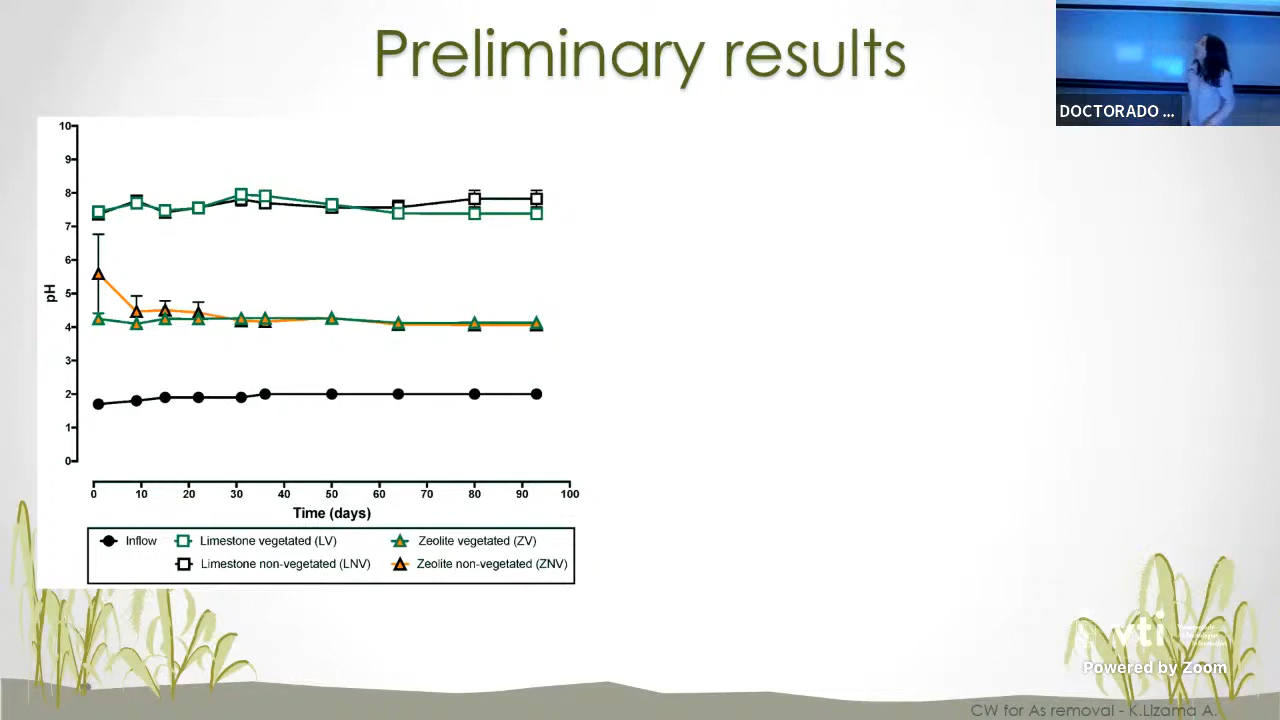 Preliminary results
DOCTORADO ...
10
9
8
7
6
5
4
3
2
1
0
pH
0 10 20 30 40 50 60 70 80 90 100
Time (days)
Inflow Limestone vegetated (LV) Zeolite vegetated (ZV)
Limestone non-vegetated (LNV) Zeolite non-vegetated (ZNV)
vti
Powered by Zoom
CW for As removal - K.Lizama A.